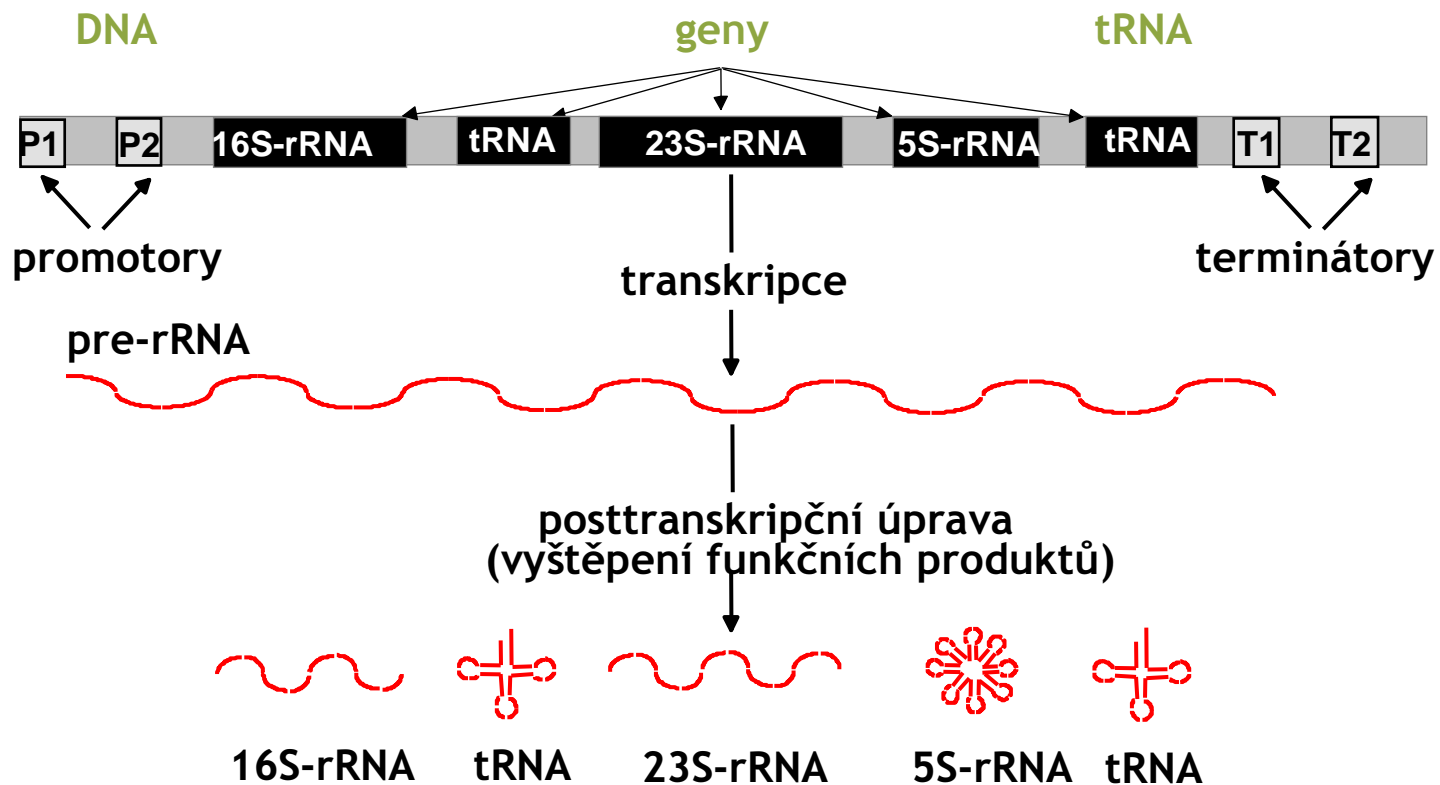 DNA geny tRNA
P1 P2 16S-rRNA tRNA 23S-rRNA 5S-rRNA tRNA T1 T2
promotory terminátory
transkripce
pre-rRNA
posttranskripční úprava
(vyštěpení funkčních produktů)
16S-rRNA tRNA 23S-rRNA 5S-rRNA tRNA